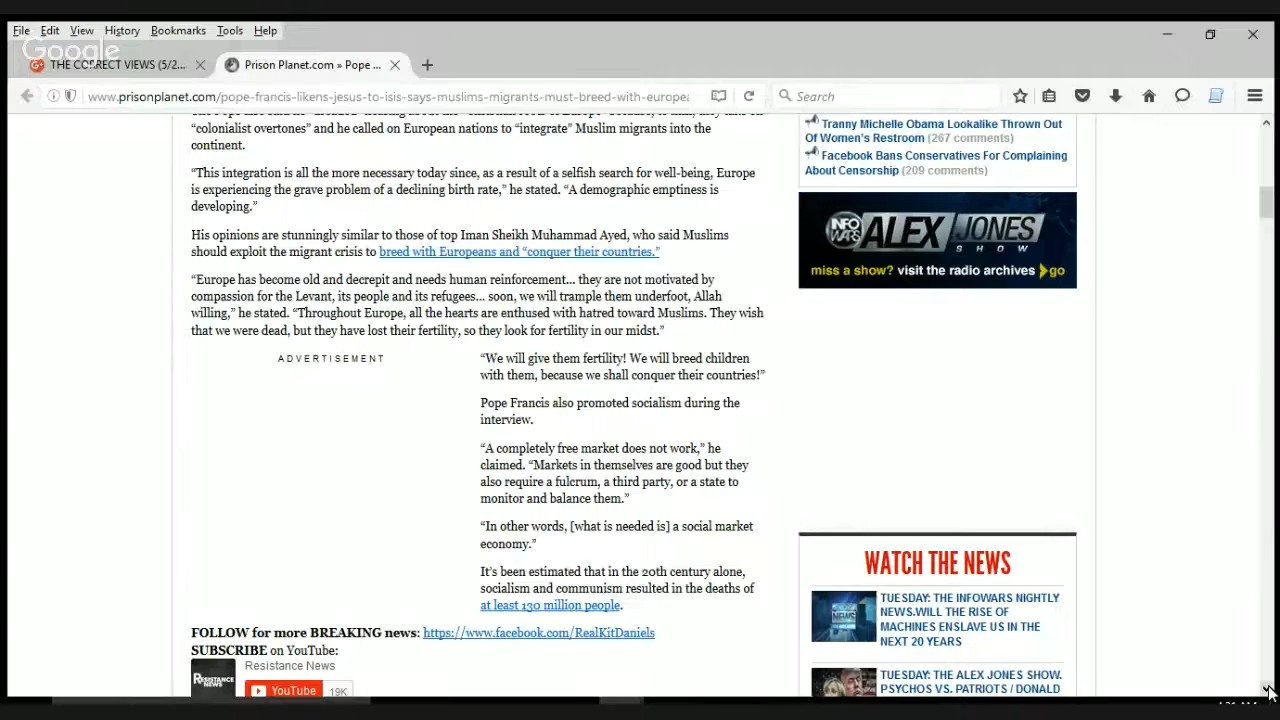 File Edit View History Bookmarks Tools Help
Google
THE CORRECT VIEWS (5/2...
Prison Planet.com » Pope ...
www.prisonplanet.com/pope-francis-likens-jesus-to-isis-says-muslims-migrants-must-breed-with-europea
Search
“colonialist overtones” and he called on European nations to “integrate” Muslim migrants into the
continent.
“This integration is all the more necessary today since, as a result of a selfish search for well-being, Europe
is experiencing the grave problem of a declining birth rate,” he stated. “A demographic emptiness is
developing.”
His opinions are stunningly similar to those of top Iman Sheikh Muhammad Ayed, who said Muslims
should exploit the migrant crisis to breed with Europeans and “conquer their countries.”
“Europe has become old and decrepit and needs human reinforcement… they are not motivated by
compassion for the Levant, its people and its refugees… soon, we will trample them underfoot, Allah
willing,” he stated. “Throughout Europe, all the hearts are enthused with hatred toward Muslims. They wish
that we were dead, but they have lost their fertility, so they look for fertility in our midst.”
ADVERTISEMENT
“We will give them fertility! We will breed children
with them, because we shall conquer their countries!”
Pope Francis also promoted socialism during the
interview.
“A completely free market does not work,” he
claimed. “Markets in themselves are good but they
also require a fulcrum, a third party, or a state to
monitor and balance them.”
“In other words, [what is needed is] a social market
economy.”
It’s been estimated that in the 20th century alone,
socialism and communism resulted in the deaths of
at least 130 million people.
FOLLOW for more BREAKING news: https://www.facebook.com/RealKitDaniels
SUBSCRIBE on YouTube:
RESISTANCE NEWS
Resistance News
YouTube 19K
Tranny Michelle Obama Lookalike Thrown Out
Of Women's Restroom (267 comments)
Facebook Bans Conservatives For Complaining
About Censorship (209 comments)
INFO WARS ALEX JONES
SHOW
miss a show? visit the radio archives go
WATCH THE NEWS
TUESDAY: THE INFOWARS NIGHTLY
NEWS.WILL THE RISE OF
MACHINES ENSLAVE US IN THE
NEXT 20 YEARS
TUESDAY: THE ALEX JONES SHOW.
PSYCHOS VS. PATRIOTS / DONALD